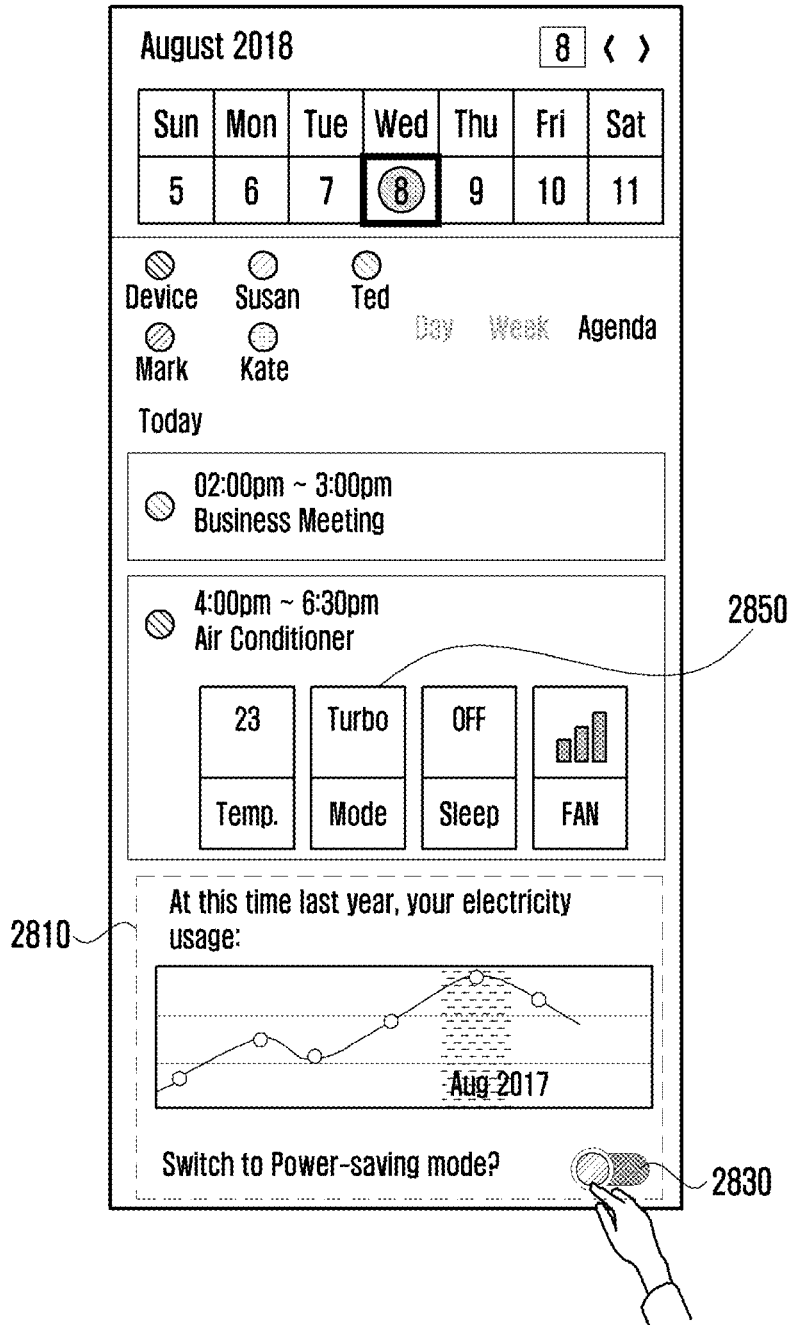 August 2018 8 < >
Sun Mon Tue Wed Thu Fri Sat
5 6 7 8 9 10 11
Device Susan Ted
Day Week Agenda
Mark Kate
Today
02:00pm ~ 3:00pm
Business Meeting
4:00pm ~ 6:30pm
Air Conditioner
2850
23 Turbo OFF
Temp. Mode Sleep FAN
At this time last year, your electricity
usage:
2810
Aug 2017
Switch to Power-saving mode?
2830